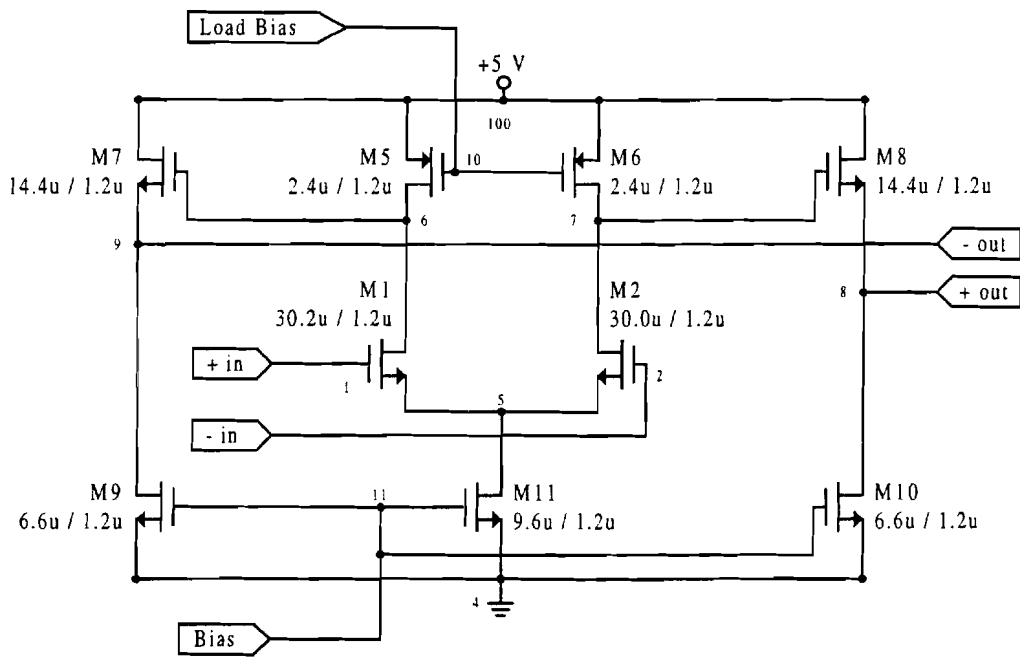 Load Bias
+5 V
100
M7
14.4u / 1.2u
M5
2.4u / 1.2u
10
M6
2.4u / 1.2u
M8
14.4u / 1.2u
6
7
9
- out
8
+ out
M1
30.2u / 1.2u
M2
30.0u / 1.2u
+ in
1
2
5
- in
M9
6.6u / 1.2u
11
M11
9.6u / 1.2u
M10
6.6u / 1.2u
4
Bias